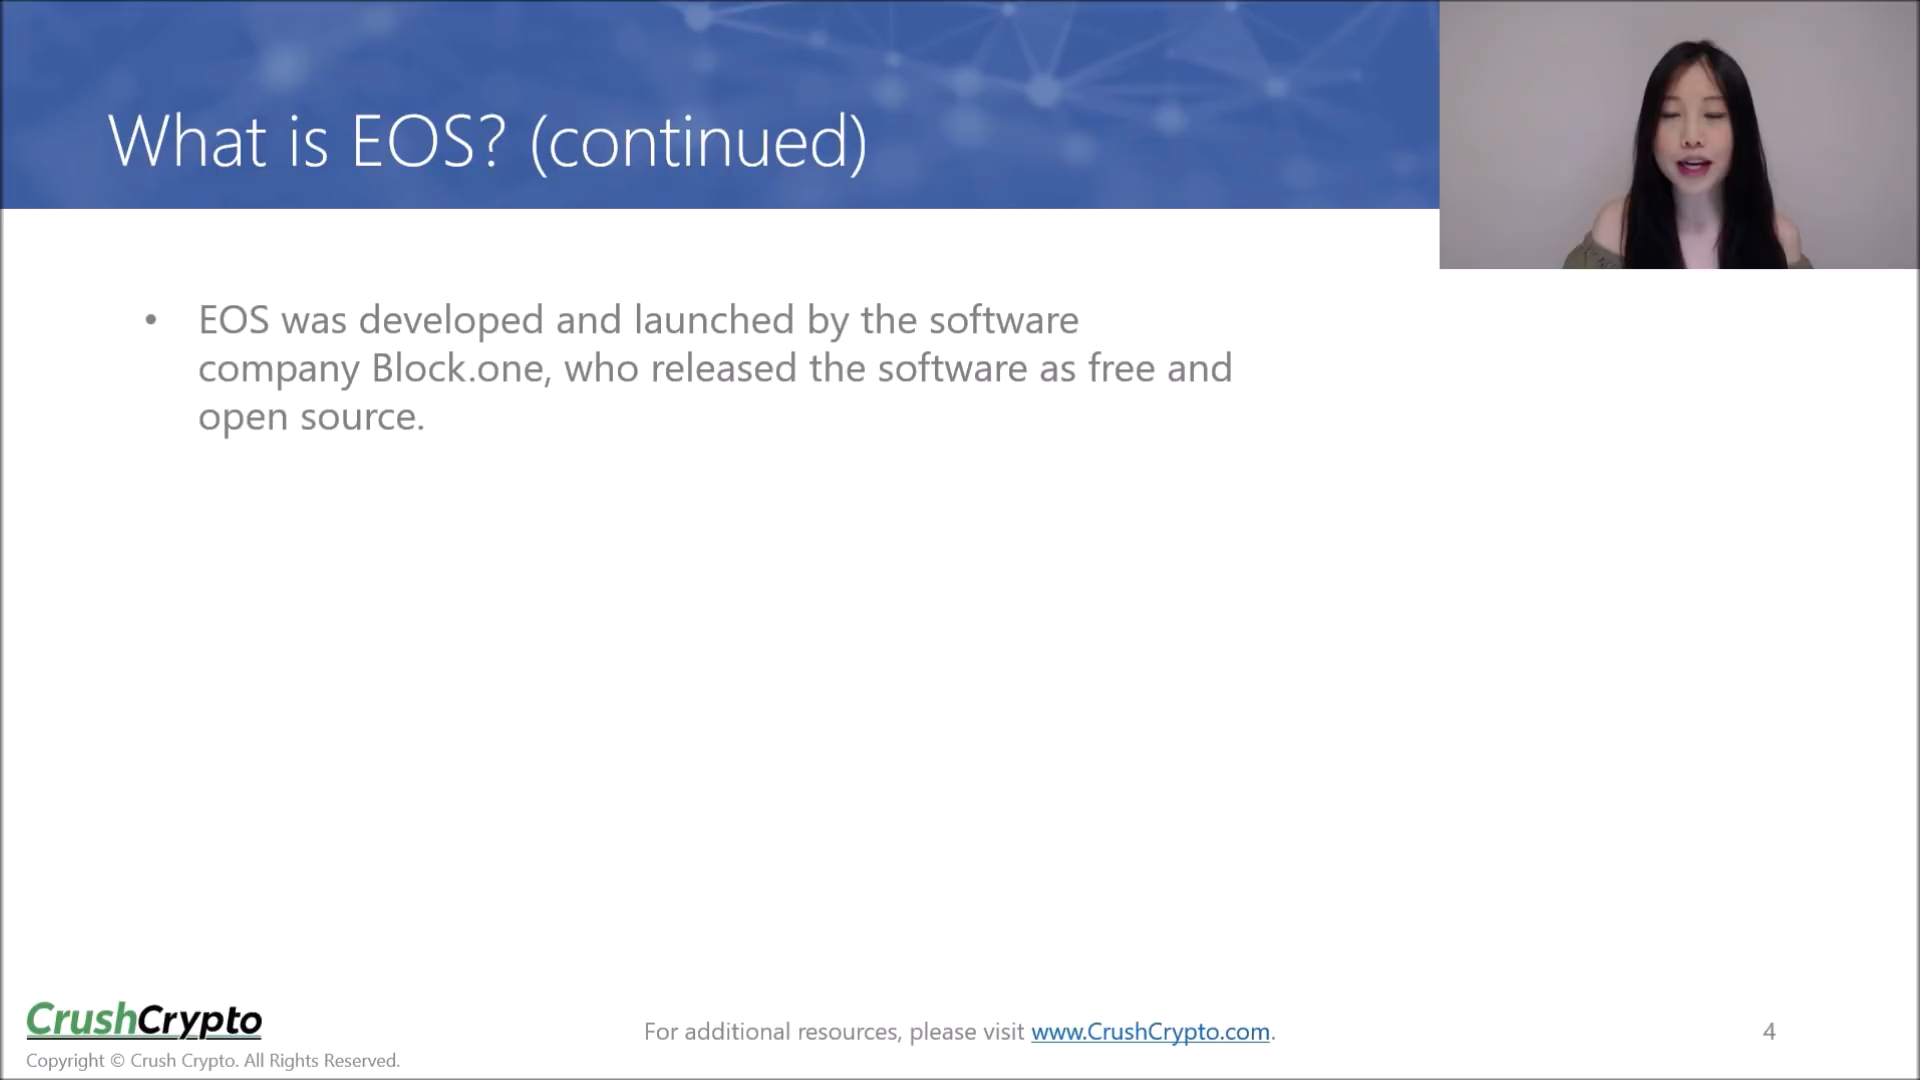 What is EOS? (continued)
• EOS was developed and launched by the software
company Block.one, who released the software as free and
open source.
CrushCrypto
Copyright © Crush Crypto. All Rights Reserved.
For additional resources, please visit www.CrushCrypto.com.
4